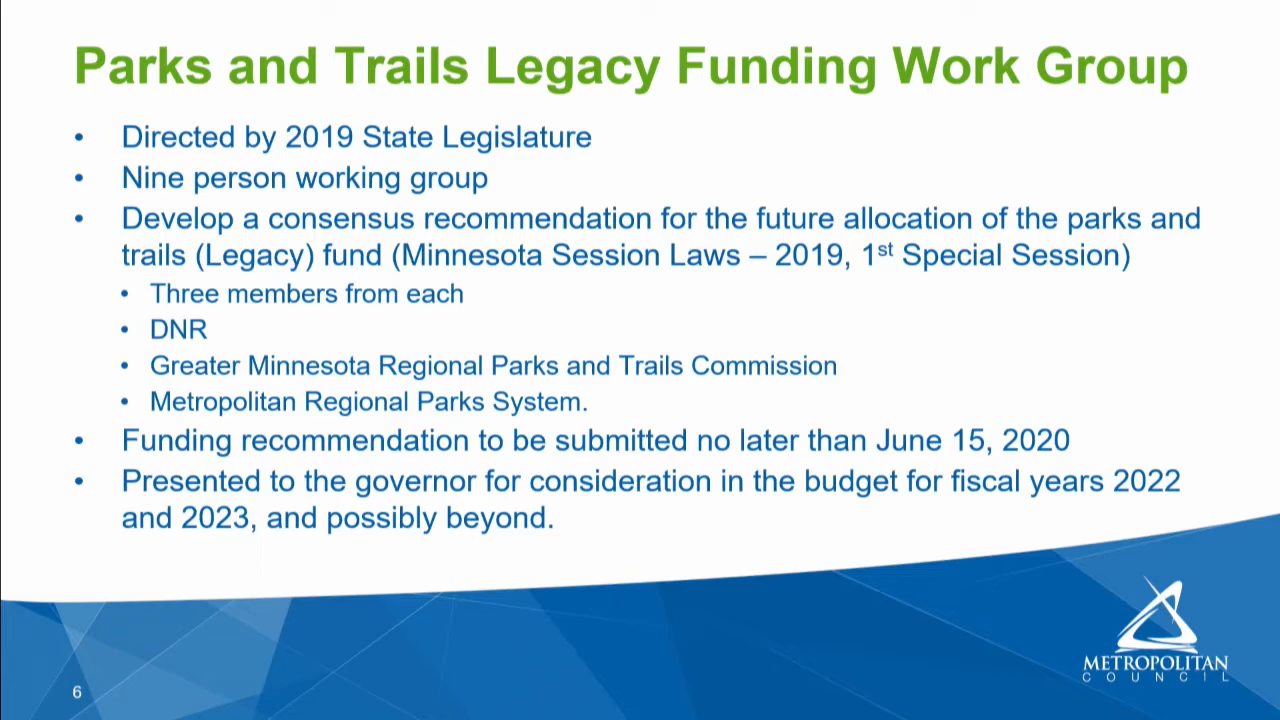 Parks and Trails Legacy Funding Work Group
• Directed by 2019 State Legislature
• Nine person working group
• Develop a consensus recommendation for the future allocation of the parks and
trails (Legacy) fund (Minnesota Session Laws – 2019, 1st Special Session)
• Three members from each
• DNR
• Greater Minnesota Regional Parks and Trails Commission
• Metropolitan Regional Parks System.
• Funding recommendation to be submitted no later than June 15, 2020
• Presented to the governor for consideration in the budget for fiscal years 2022
and 2023, and possibly beyond.
METROPOLITAN
COUNCIL
6